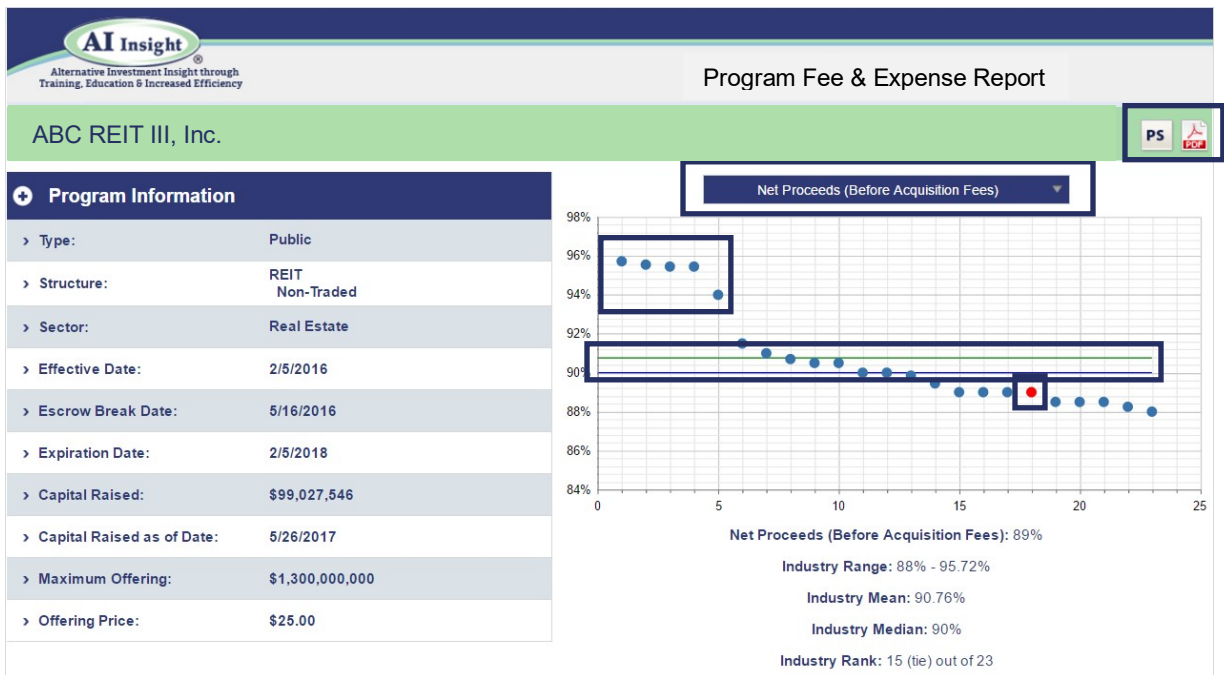 AI Insight
®
Alternative Investment Insight through
Training, Education & Increased Efficiency
Program Fee & Expense Report
ABC REIT III, Inc.
PS
PDF
Program Information
Type: Public
Structure: REIT
Non-Traded
Sector: Real Estate
Effective Date: 2/5/2016
Escrow Break Date: 5/16/2016
Expiration Date: 2/5/2018
Capital Raised: $99,027,546
Capital Raised as of Date: 5/26/2017
Maximum Offering: $1,300,000,000
Offering Price: $25.00
Net Proceeds (Before Acquisition Fees)
98%
96%
94%
92%
90%
88%
86%
84%
0 5 10 15 20 25
Net Proceeds (Before Acquisition Fees): 89%
Industry Range: 88% - 95.72%
Industry Mean: 90.76%
Industry Median: 90%
Industry Rank: 15 (tie) out of 23